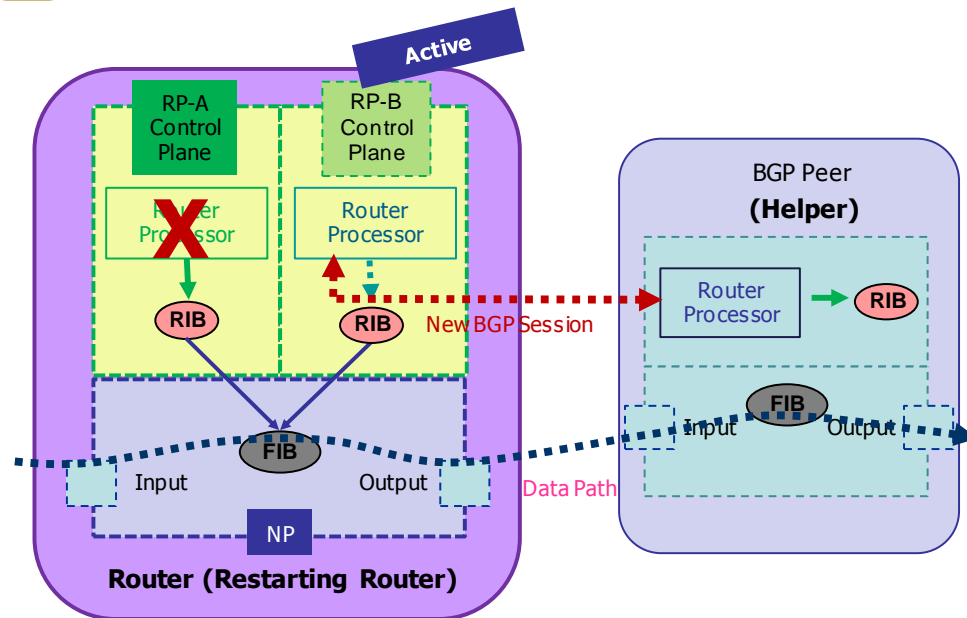 Active
RP-A
Control
Plane
RP-B
Control
Plane
Router
Processor
X
Router
Processor
RIB
RIB
New BGP Session
FIB
Input
Output
NP
Router (Restarting Router)
Data Path
BGP Peer
(Helper)
Router
Processor
RIB
FIB
Input
Output